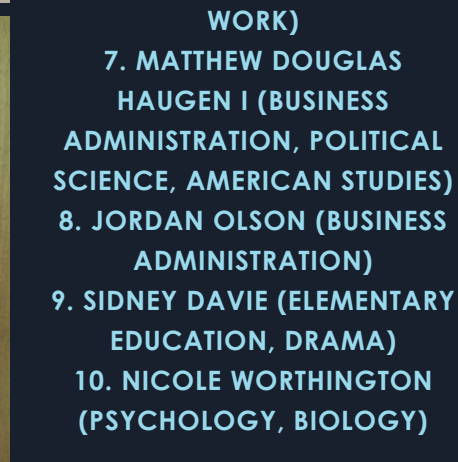 WORK)
7. MATTHEW DOUGLAS
HAUGEN I (BUSINESS
ADMINISTRATION, POLITICAL
SCIENCE, AMERICAN STUDIES)
8. JORDAN OLSON (BUSINESS
ADMINISTRATION)
9. SIDNEY DAVIE (ELEMENTARY
EDUCATION, DRAMA)
10. NICOLE WORTHINGTON
(PSYCHOLOGY, BIOLOGY)